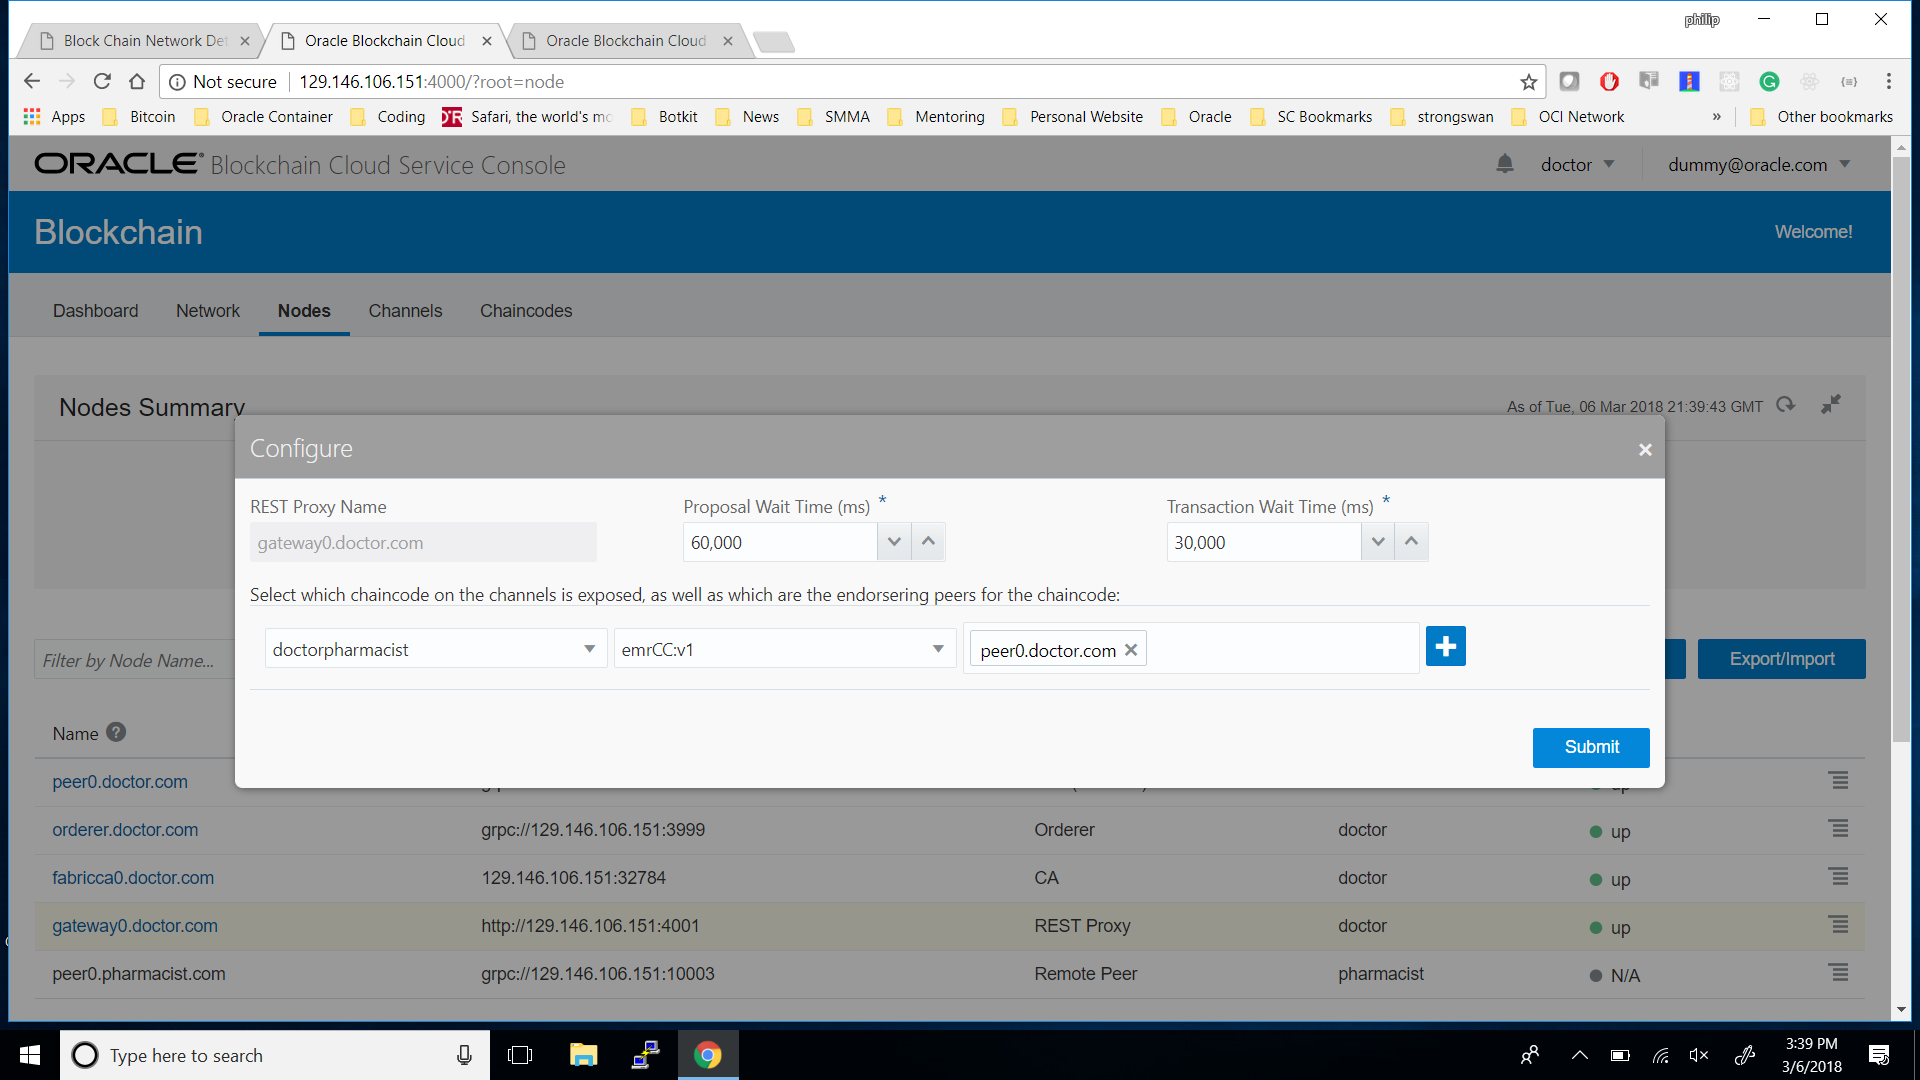 philip
Block Chain Network Det
Oracle Blockchain Cloud
Oracle Blockchain Cloud
Not secure
129.146.106.151:4000/?root=node
Apps
Bitcoin
Oracle Container
Coding
Safari, the world's mo
Botkit
News
SMMA
Mentoring
Personal Website
Oracle
SC Bookmarks
strongswan
OCI Network
»
Other bookmarks
ORACLE® Blockchain Cloud Service Console
doctor
dummy@oracle.com
Blockchain
Welcome!
Dashboard
Network
Nodes
Channels
Chaincodes
Nodes Summary
As of Tue, 06 Mar 2018 21:39:43 GMT
Configure
REST Proxy Name
Proposal Wait Time (ms) *
Transaction Wait Time (ms) *
gateway0.doctor.com
60,000
30,000
Select which chaincode on the channels is exposed, as well as which are the endorsering peers for the chaincode:
doctorpharmacist
emrCC:v1
peer0.doctor.com
Filter by Node Name...
Export/Import
Name
Submit
peer0.doctor.com
up
orderer.doctor.com
grpc://129.146.106.151:3999
Orderer
doctor
up
fabricca0.doctor.com
129.146.106.151:32784
CA
doctor
up
gateway0.doctor.com
http://129.146.106.151:4001
REST Proxy
doctor
up
peer0.pharmacist.com
grpc://129.146.106.151:10003
Remote Peer
pharmacist
N/A
Type here to search
3:39 PM
3/6/2018